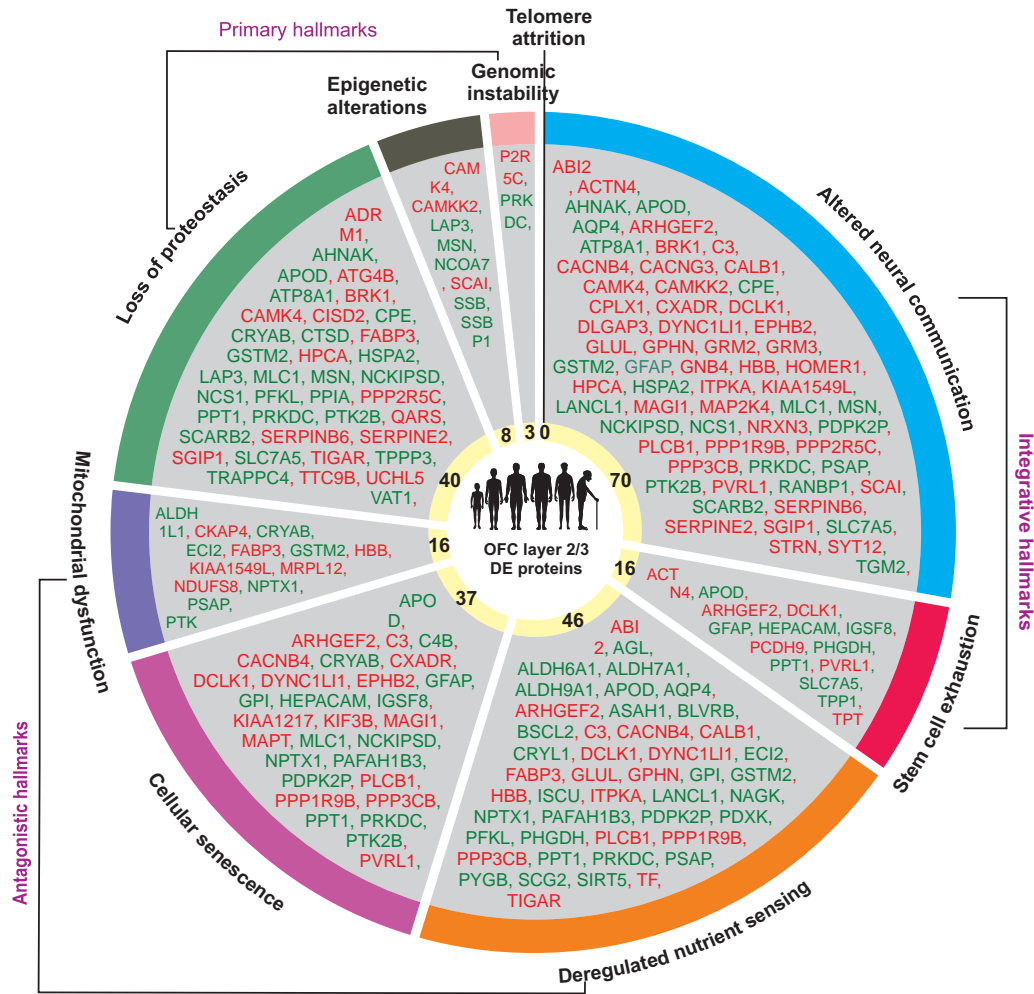 Primary hallmarks
Telomere
attrition
Genomic
instability
Epigenetic
alterations
Loss of proteostasis
Mitochondrial dysfunction
Antagonistic hallmarks
Cellular senescence
Deregulated nutrient sensing
Stem cell exhaustion
Integrative hallmarks
Altered neural communication
P2R
5C,
PRK
DC,
CAM
K4,
CAMKK2,
LAP3,
MSN,
NCOA7
, SCAI,
SSB,
SSB
P1
ADR
M1,
AHNAK,
APOD, ATG4B,
ATP8A1, BRK1,
CAMK4, CISD2, CPE,
CRYAB, CTSD, FABP3,
GSTM2, HPCA, HSPA2,
LAP3, MLC1, MSN, NCKIPSD,
NCS1, PFKL, PPIA, PPP2R5C,
PPT1, PRKDC, PTK2B, QARS,
SCARB2, SERPINB6, SERPINE2,
SGIP1, SLC7A5, TIGAR, TPPP3,
TRAPPC4, TTC9B, UCHL5
VAT1,
ALDH
1L1, CKAP4, CRYAB,
ECI2, FABP3, GSTM2, HBB,
KIAA1549L, MRPL12,
NDUFS8, NPTX1,
PSAP,
PTK
APO
D,
ARHGEF2, C3, C4B,
CACNB4, CRYAB, CXADR,
DCLK1, DYNC1LI1, EPHB2, GFAP,
GPI, HEPACAM, IGSF8,
KIAA1217, KIF3B, MAGI1,
MAPT, MLC1, NCKIPSD,
NPTX1, PAFAH1B3,
PDPK2P, PLCB1,
PPP1R9B, PPP3CB,
PPT1, PRKDC,
PTK2B,
PVRL1,
ABI
2, AGL,
ALDH6A1, ALDH7A1,
ALDH9A1, APOD, AQP4,
ARHGEF2, ASAH1, BLVRB,
BSCL2, C3, CACNB4, CALB1,
CRYL1, DCLK1, DYNC1LI1, ECI2,
FABP3, GLUL, GPHN, GPI, GSTM2,
HBB, ISCU, ITPKA, LANCL1, NAGK,
NPTX1, PAFAH1B3, PDPK2P, PDXK,
PFKL, PHGDH, PLCB1, PPP1R9B,
PPP3CB, PPT1, PRKDC, PSAP,
PYGB, SCG2, SIRT5, TF,
TIGAR
ACT
N4, APOD,
ARHGEF2, DCLK1,
GFAP, HEPACAM, IGSF8,
PCDH9, PHGDH,
PPT1, PVRL1,
SLC7A5,
TPP1,
TPT
ABI2
, ACTN4,
AHNAK, APOD,
AQP4, ARHGEF2,
ATP8A1, BRK1, C3,
CACNB4, CACNG3, CALB1,
CAMK4, CAMKK2, CPE,
CPLX1, CXADR, DCLK1,
DLGAP3, DYNC1LI1, EPHB2,
GLUL, GPHN, GRM2, GRM3,
GSTM2, GFAP, GNB4, HBB, HOMER1,
HPCA, HSPA2, ITPKA, KIAA1549L,
LANCL1, MAGI1, MAP2K4, MLC1, MSN,
NCKIPSD, NCS1, NRXN3, PDPK2P,
PLCB1, PPP1R9B, PPP2R5C,
PPP3CB, PRKDC, PSAP,
PTK2B, PVRL1, RANBP1, SCAI,
SCARB2, SERPINB6,
SERPINE2, SGIP1, SLC7A5,
STRN, SYT12,
TGM2,
8
3
0
70
16
46
37
16
40
OFC layer 2/3
DE proteins